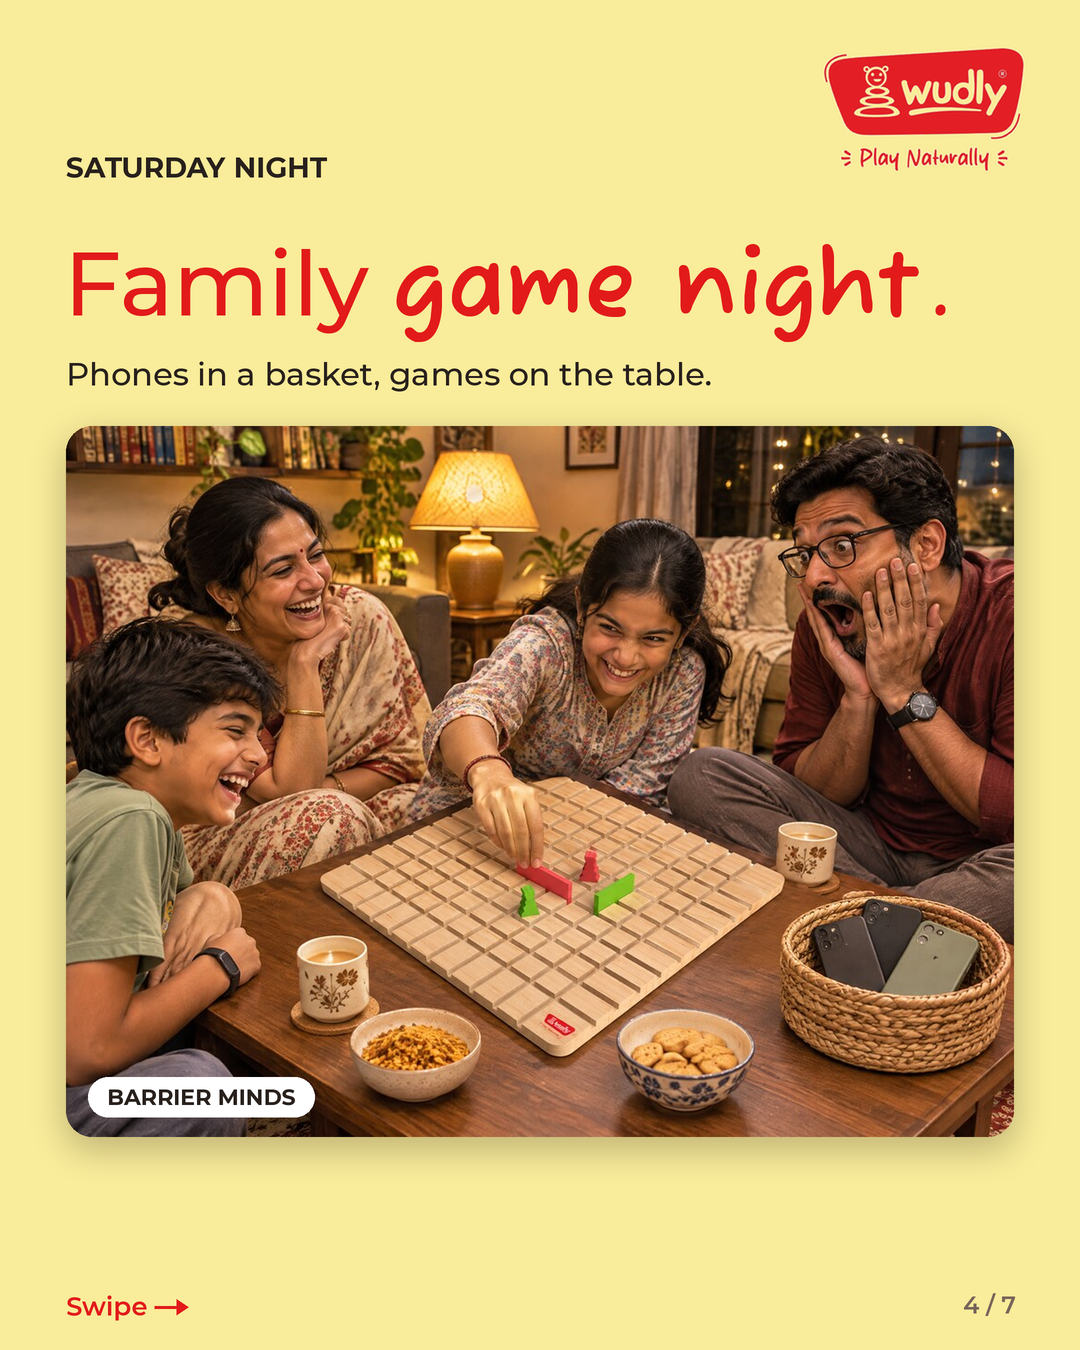 wudly
Play Naturally
SATURDAY NIGHT
Family game night.
Phones in a basket, games on the table.
wudly
BARRIER MINDS
Swipe →
4 / 7